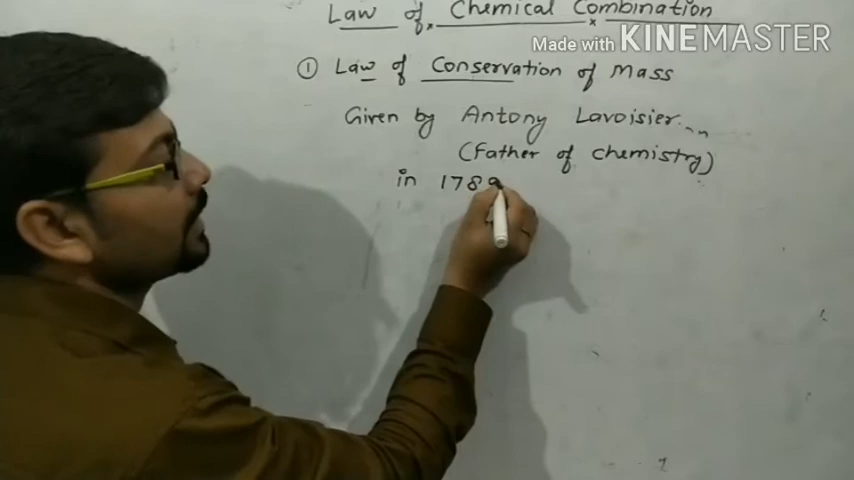 Law of Chemical Combination
Made with KINEMASTER
① Law of Conservation of Mass
Given by Antony Lavoisier
(Father of chemistry)
in 1789